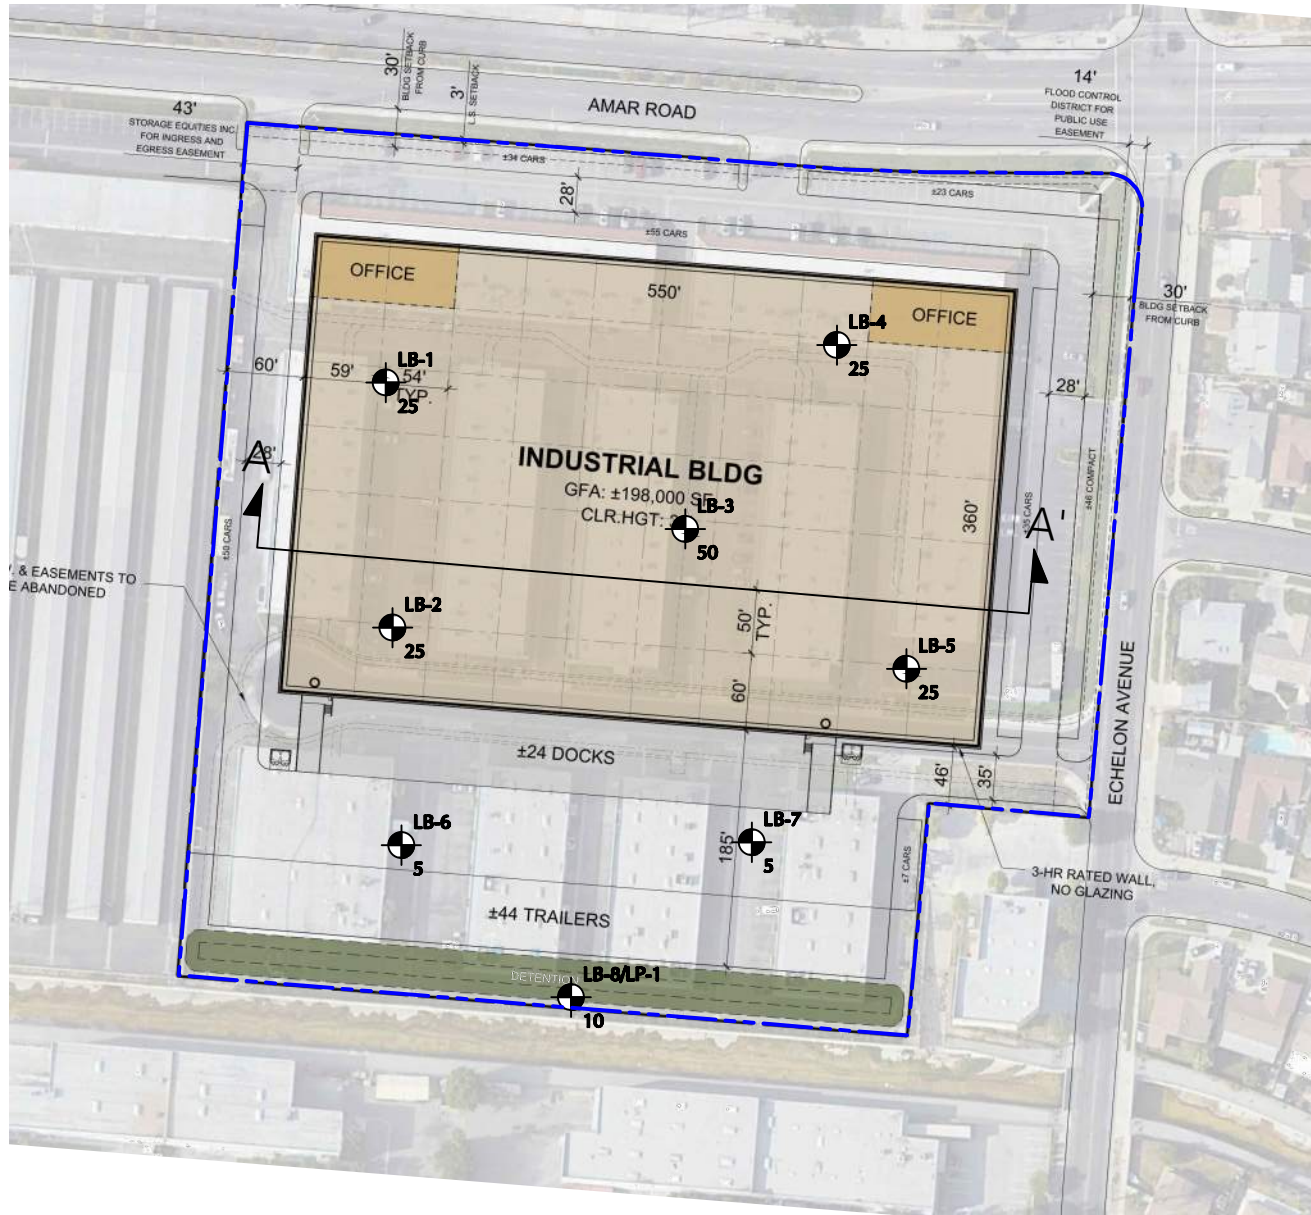 30'
BLDG SETBACK
FROM CURB
3'
L.S. SETBACK
AMAR ROAD
14'
FLOOD CONTROL
DISTRICT FOR
PUBLIC USE
EASEMENT
43'
STORAGE EQUITIES INC.
FOR INGRESS AND
EGRESS EASEMENT
±34 CARS
28'
±23 CARS
±55 CARS
OFFICE
550'
OFFICE
30'
BLDG SETBACK
FROM CURB
LB-4
25
60'
59'
LB-1
54'
TYP.
25
28'
28'
A
INDUSTRIAL BLDG
GFA: ±198,000 SF
CLR.HGT:
LB-3
50
360'
±46 COMPACT
A'
±50 CARS
& EASEMENTS TO
ABANDONED
LB-2
25
50'
TYP.
LB-5
25
60'
ECHELON AVENUE
±24 DOCKS
46'
35'
LB-6
5
LB-7
5
185'
±7 CARS
3-HR RATED WALL,
NO GLAZING
±44 TRAILERS
DETENTION
LB-8/LP-1
10